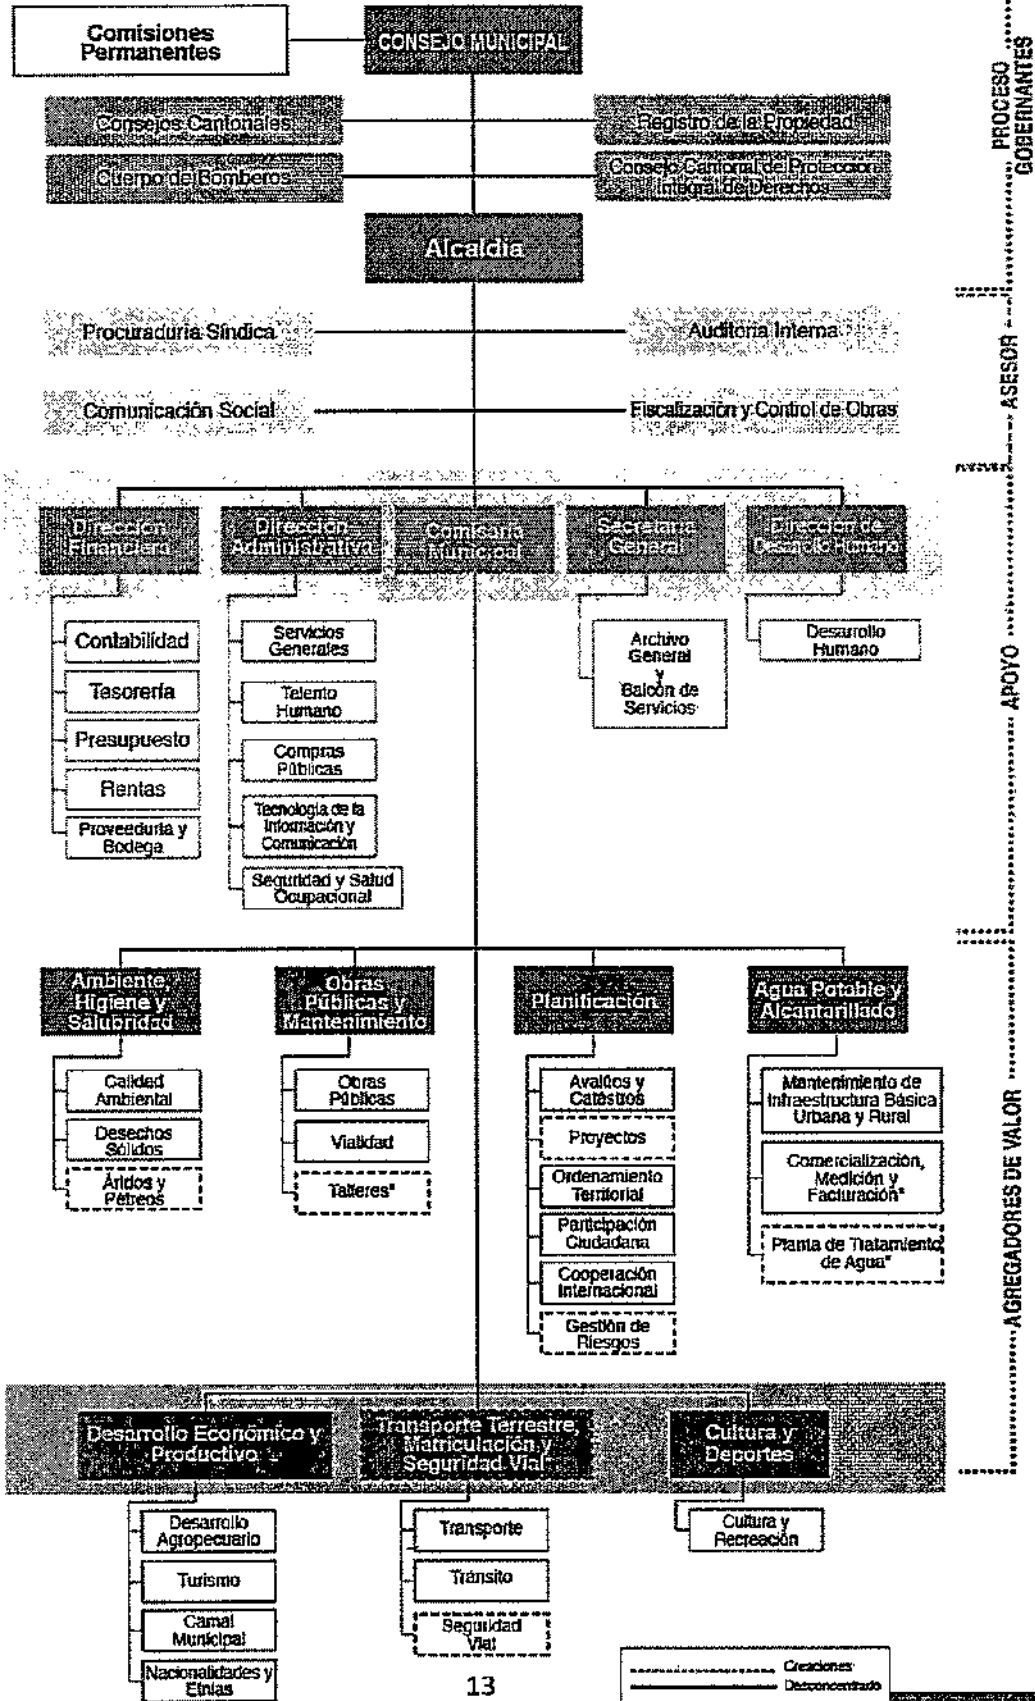 Comisiones
Permanentes
CONSEJO MUNICIPAL
Consejos Cantonales
Registro de la Propiedad
Cuerpo de Bomberos
Consejo Cantonal de Protección
Integral de Derechos
Alcaldía
PROCESO
GOBERNANTES
Procuraduría Síndica
Auditoría Interna
Comunicación Social
Fiscalización y Control de Obras
ASESOR
Dirección
Financiera
Dirección
Administrativa
Comisaría
Municipal
Secretaría
General
Dirección de
Desarrollo Humano
Contabilidad
Tesorería
Presupuesto
Rentas
Proveeduría y
Bodega
Servicios
Generales
Talento
Humano
Compras
Públicas
Tecnología de la
Información y
Comunicación
Seguridad y Salud
Ocupacional
Archivo
General
y
Balcón de
Servicios
Desarrollo
Humano
APOYO
Ambiente,
Higiene y
Salubridad
Obras
Públicas y
Mantenimiento
Planificación
Agua Potable y
Alcantarillado
Calidad
Ambiental
Desechos
Sólidos
Áridos y
Pétreos
Obras
Públicas
Vialidad
Talleres*
Avalúos y
Catastros
Proyectos
Ordenamiento
Territorial
Participación
Ciudadana
Cooperación
Internacional
Gestión de
Riesgos
Mantenimiento de
Infraestructura Básica
Urbana y Rural
Comercialización,
Medición y
Facturación*
Planta de Tratamiento
de Agua*
AGREGADORES DE VALOR
Desarrollo Económico y
Productivo
Transporte Terrestre,
Matriculación y
Seguridad Vial*
Cultura y
Deportes
Desarrollo
Agropecuario
Turismo
Camal
Municipal
Nacionalidades y
Etnias
Transporte
Tránsito
Seguridad
Vial
Cultura y
Recreación
13
Creaciones
Desconcentrado